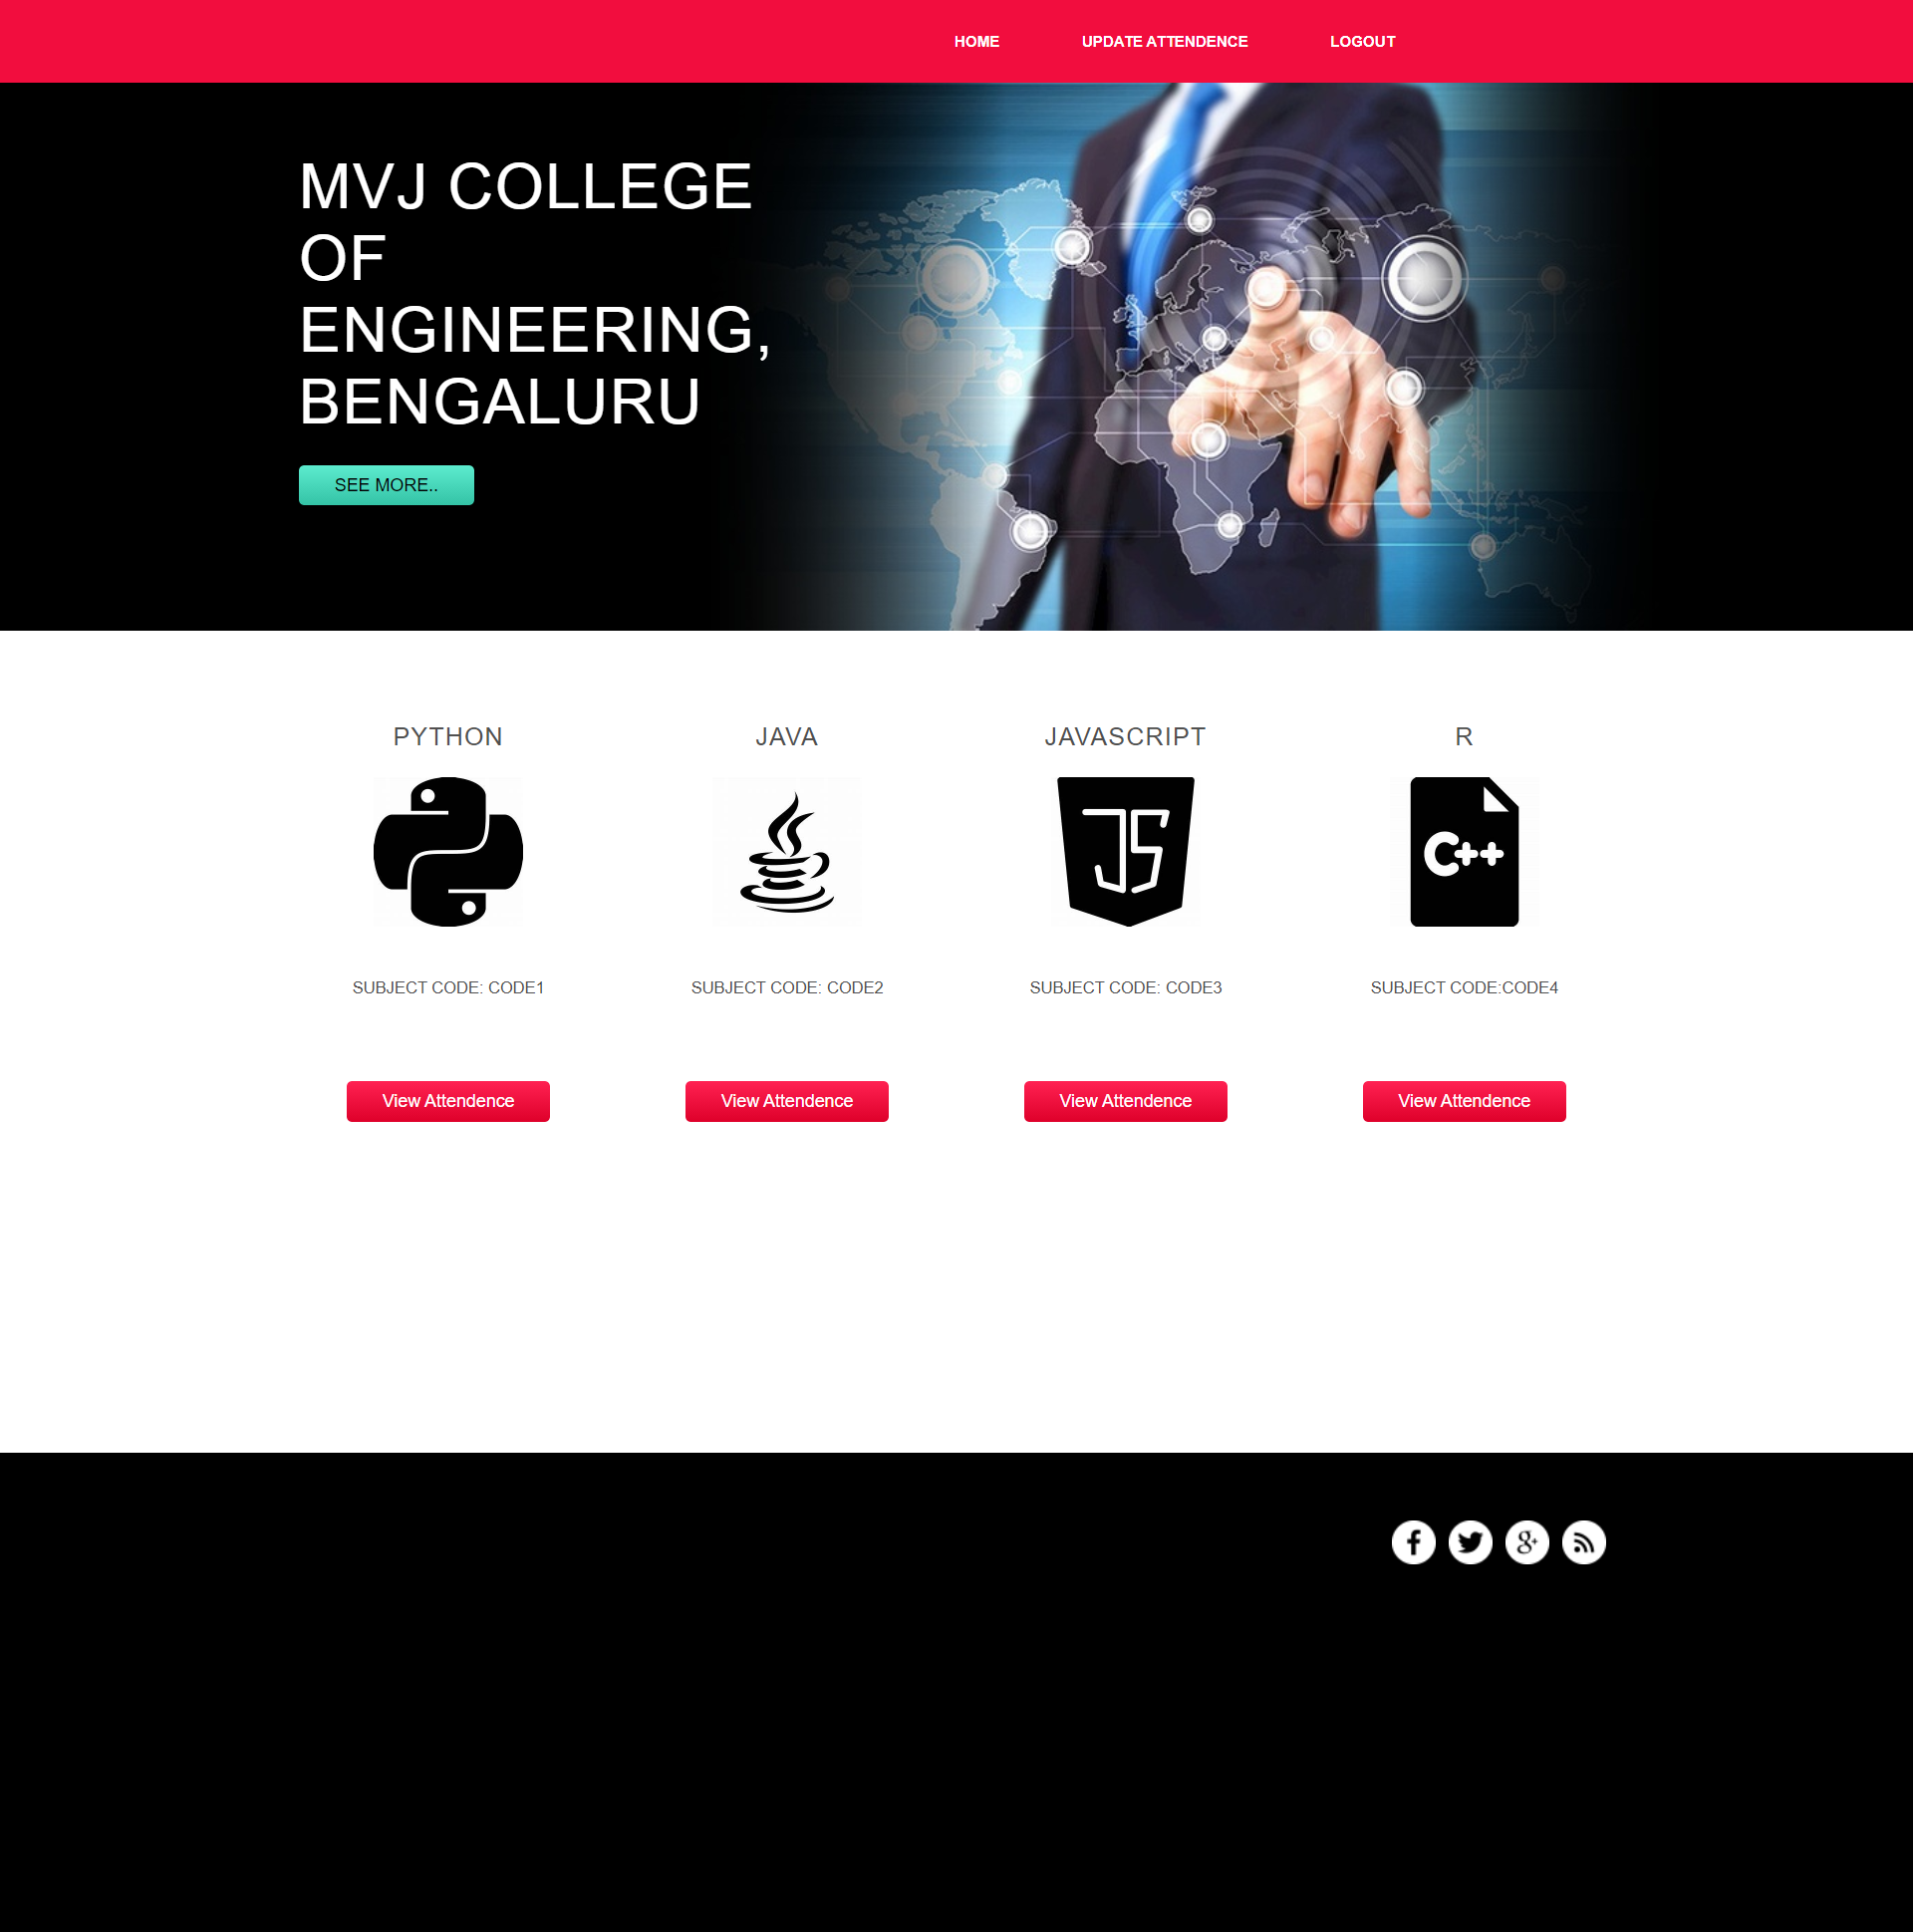 HOME UPDATE ATTENDENCE LOGOUT
MVJ COLLEGE
OF
ENGINEERING,
BENGALURU
SEE MORE..
PYTHON JAVA JAVASCRIPT R
JS C++
SUBJECT CODE: CODE1 SUBJECT CODE: CODE2 SUBJECT CODE: CODE3 SUBJECT CODE:CODE4
View Attendence View Attendence View Attendence View Attendence
f g+